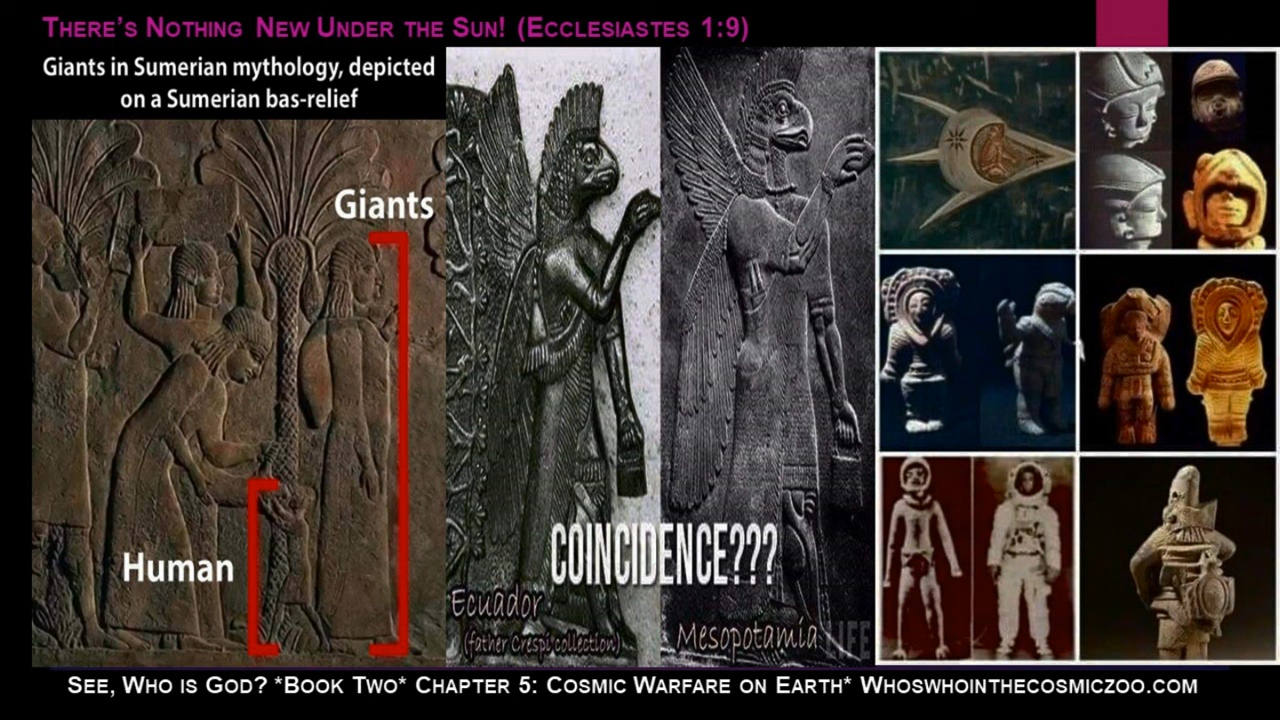 There's Nothing New Under the Sun! (Ecclesiastes 1:9)
Giants in Sumerian mythology, depicted
on a Sumerian bas-relief
Giants
Human
COINCIDENCE???
Ecuador
(father Crespi collection)
Mesopotamia
LIFE
See, Who is God? *Book Two* Chapter 5: Cosmic Warfare on Earth* Whoswhointhecosmiczoo.com